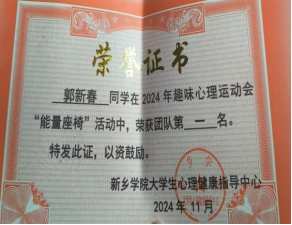 荣誉证书
郭新春 同学在2024年趣味心理运动会
“能量座椅”活动中，荣获团队第 一 名。
特发此证，以资鼓励。
新乡学院大学生心理健康指导中心
2024年11月